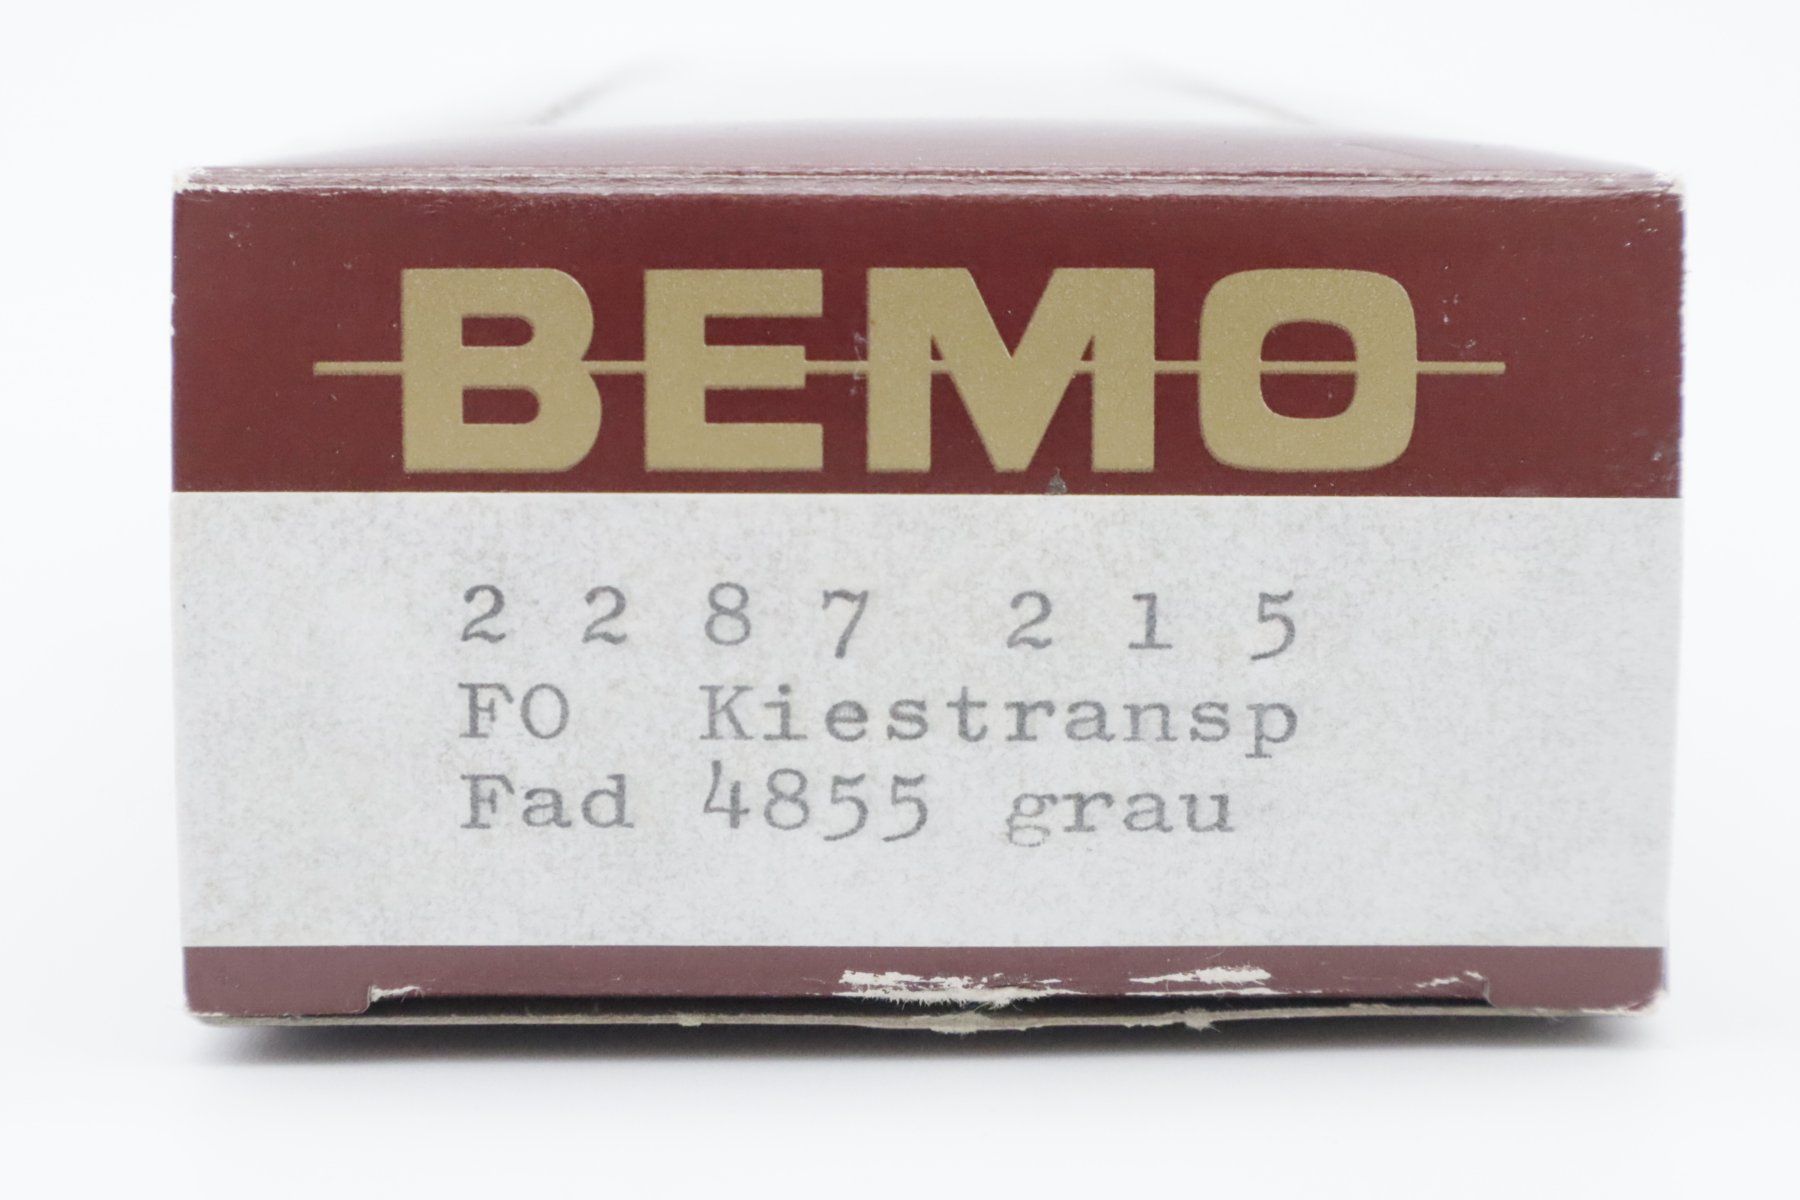 BEMO
2 2 8 7 2 1 5
FO Kiestransp
Fad 4855 grau